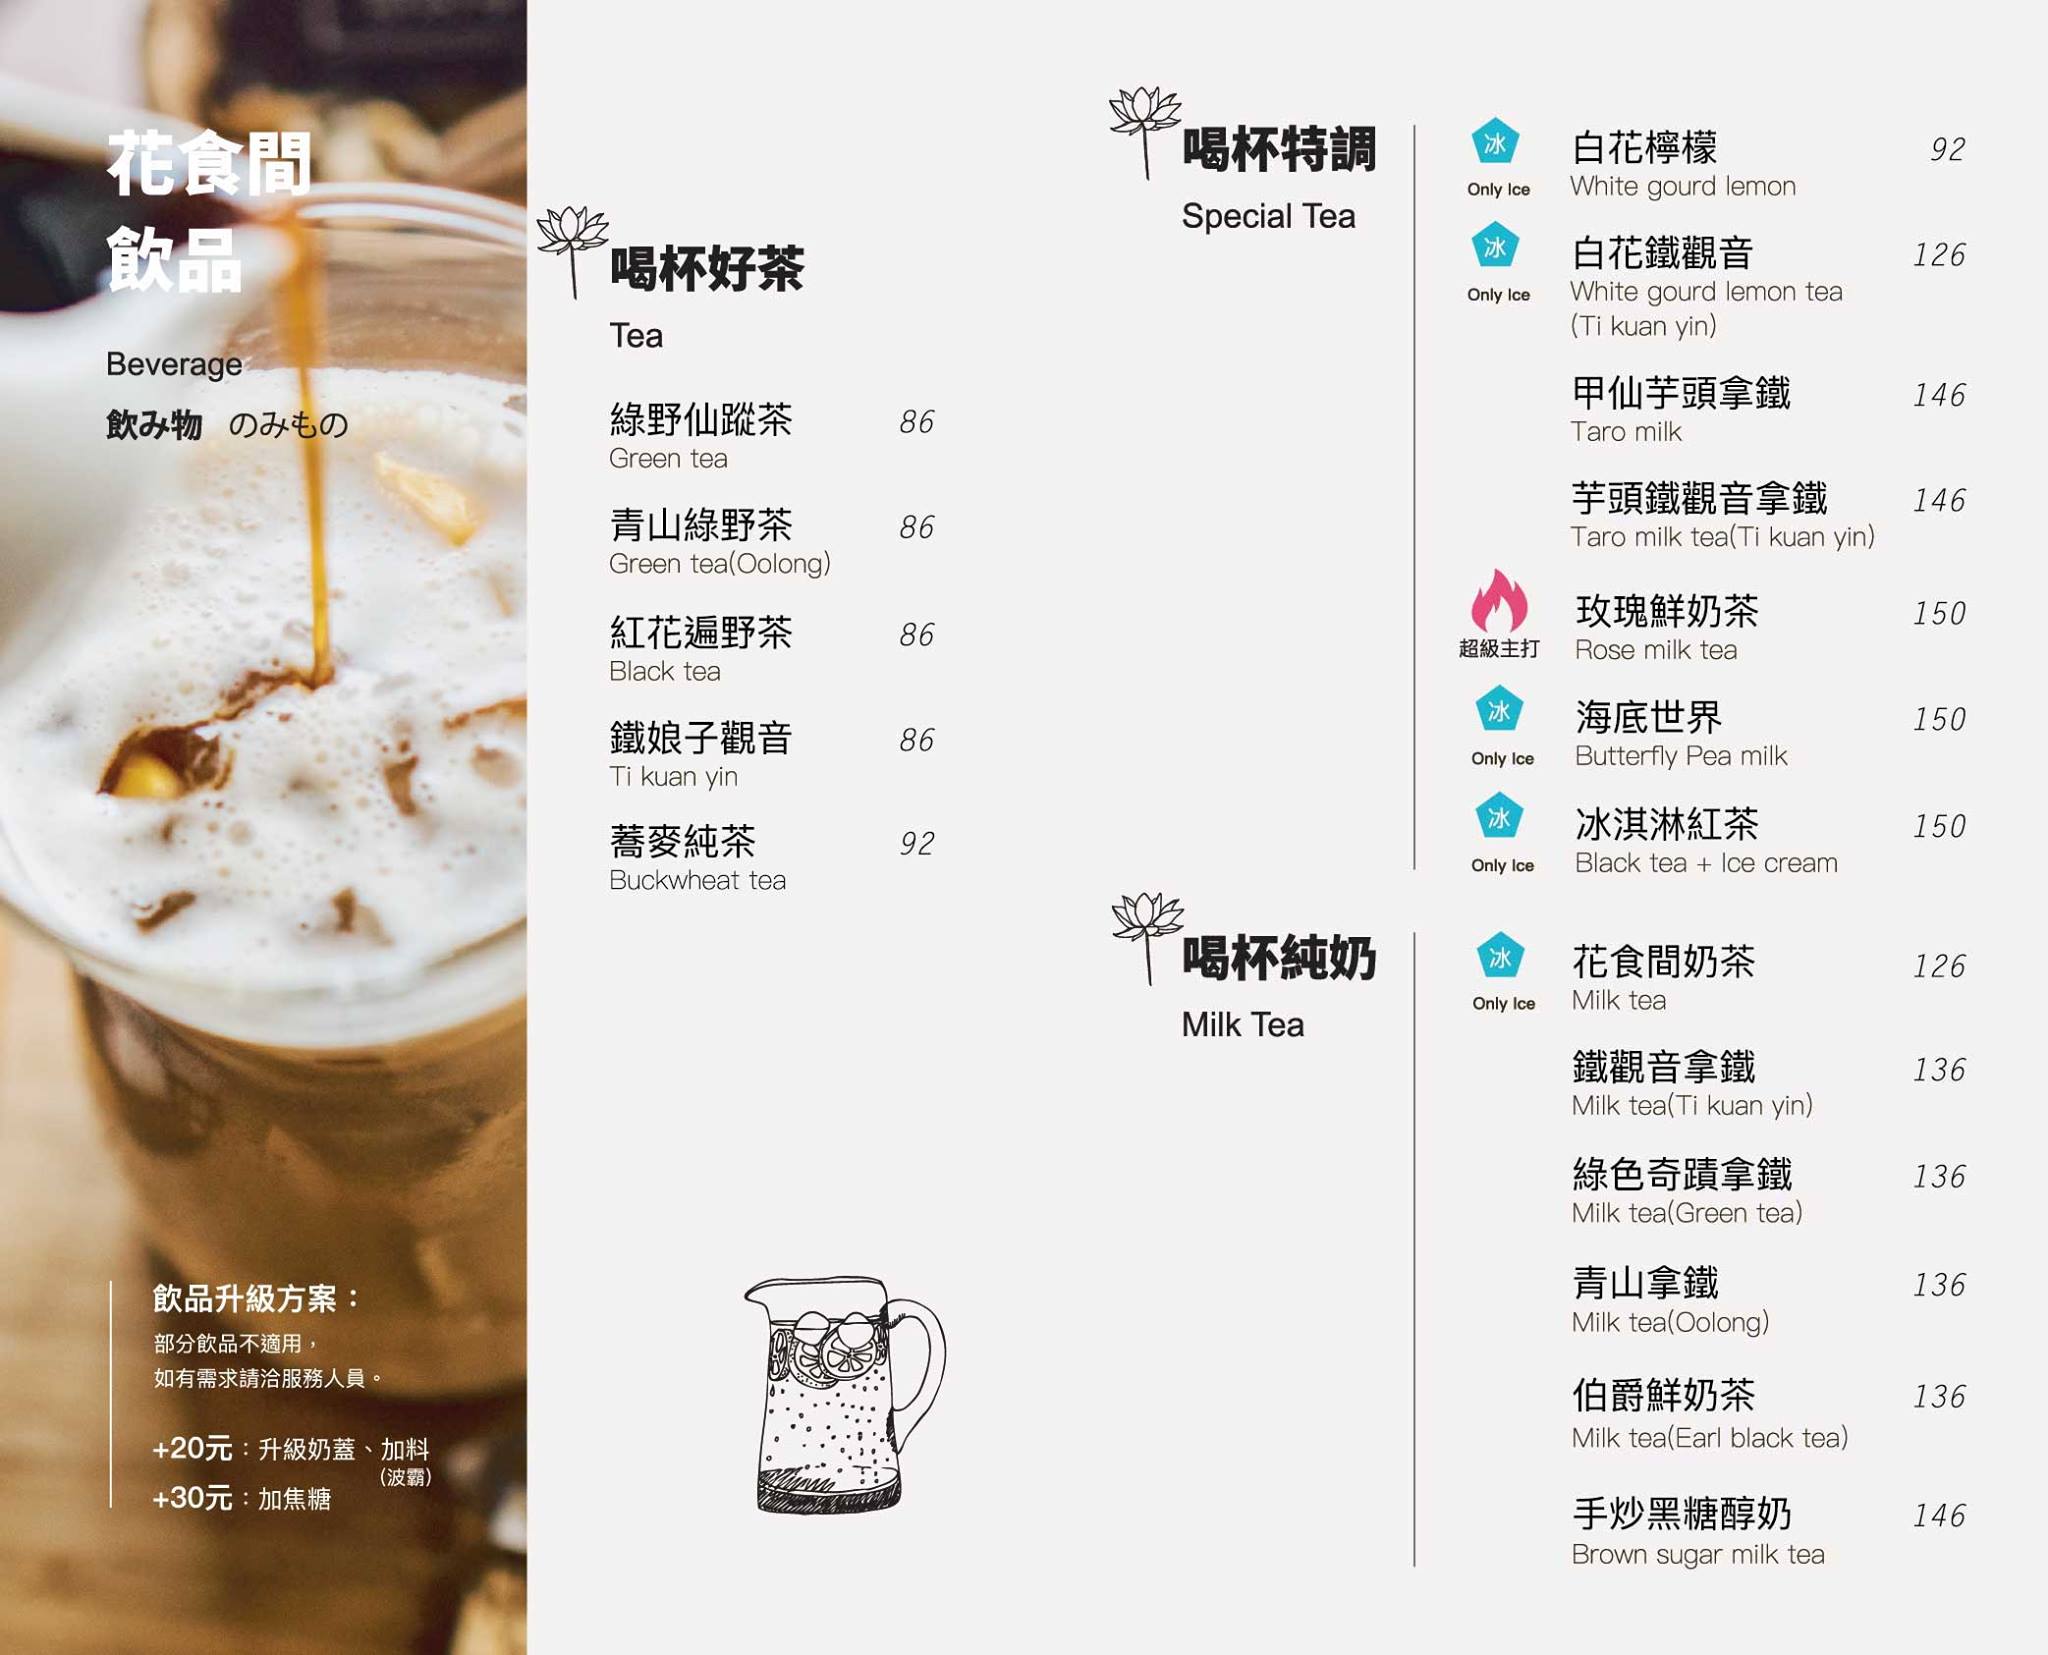 花食間
飲品
Beverage
飲み物 のみもの
飲品升級方案：
部分飲品不適用，
如有需求請洽服務人員。
+20元：升級奶蓋、加料
(波霸)
+30元：加焦糖
喝杯好茶
Tea
綠野仙蹤茶 86
Green tea
青山綠野茶 86
Green tea(Oolong)
紅花遍野茶 86
Black tea
鐵娘子觀音 86
Ti kuan yin
蕎麥純茶 92
Buckwheat tea
喝杯特調
Special Tea
冰 白花檸檬 92
Only Ice White gourd lemon
冰 白花鐵觀音 126
Only Ice White gourd lemon tea
(Ti kuan yin)
甲仙芋頭拿鐵 146
Taro milk
芋頭鐵觀音拿鐵 146
Taro milk tea(Ti kuan yin)
玫瑰鮮奶茶 150
超級主打 Rose milk tea
冰 海底世界 150
Only Ice Butterfly Pea milk
冰 冰淇淋紅茶 150
Only Ice Black tea + Ice cream
喝杯純奶
Milk Tea
冰 花食間奶茶 126
Only Ice Milk tea
鐵觀音拿鐵 136
Milk tea(Ti kuan yin)
綠色奇蹟拿鐵 136
Milk tea(Green tea)
青山拿鐵 136
Milk tea(Oolong)
伯爵鮮奶茶 136
Milk tea(Earl black tea)
手炒黑糖醇奶 146
Brown sugar milk tea